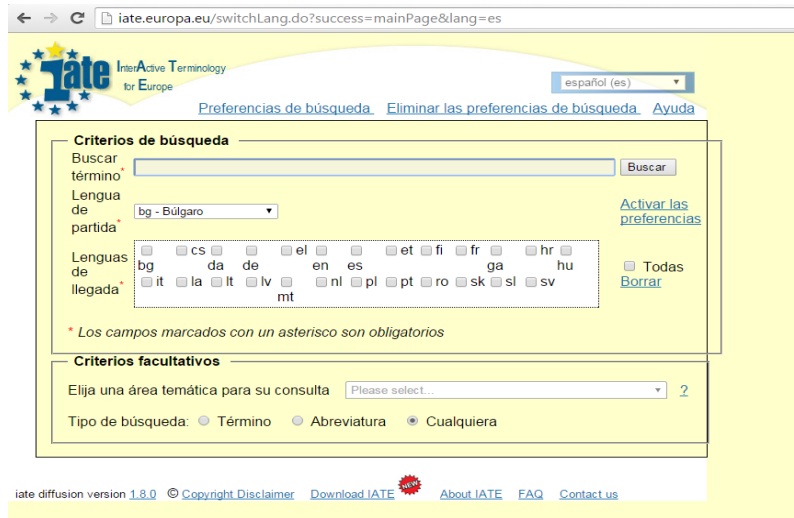 iate.europa.eu/switchLang.do?success=mainPage&lang=es
iate InterActive Terminology
for Europe
español (es)
Preferencias de búsqueda Eliminar las preferencias de búsqueda Ayuda
Criterios de búsqueda
Buscar
término* Buscar
Lengua
de
partida* bg - Búlgaro Activar las
preferencias
Lenguas
de
llegada*
bg cs da de el en es et fi fr ga hr hu
it la lt lv mt nl pl pt ro sk sl sv
Todas
Borrar
* Los campos marcados con un asterisco son obligatorios
Criterios facultativos
Elija una área temática para su consulta Please select... ?
Tipo de búsqueda: Término Abreviatura Cualquiera
iate diffusion version 1.8.0 © Copyright Disclaimer Download IATE NEW About IATE FAQ Contact us